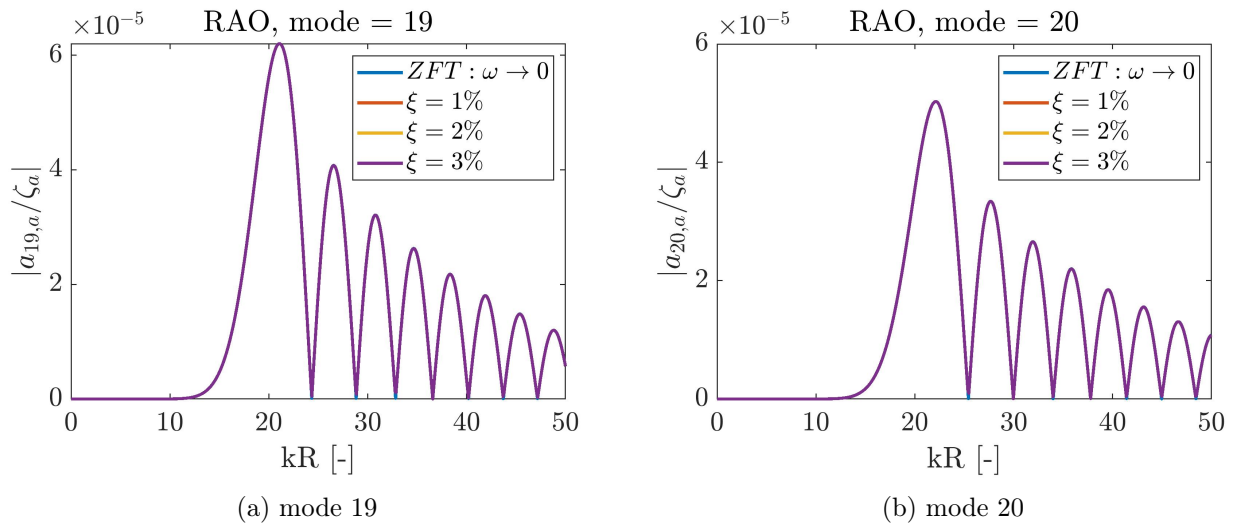 ×10⁻⁵
RAO, mode = 19
6
4
2
0
0
10
20
30
40
50
|a₁₉,ₐ/ζₐ|
kR [-]
ZFT : ω → 0
ξ = 1%
ξ = 2%
ξ = 3%
(a) mode 19
×10⁻⁵
RAO, mode = 20
6
4
2
0
0
10
20
30
40
50
|a₂₀,ₐ/ζₐ|
kR [-]
ZFT : ω → 0
ξ = 1%
ξ = 2%
ξ = 3%
(b) mode 20